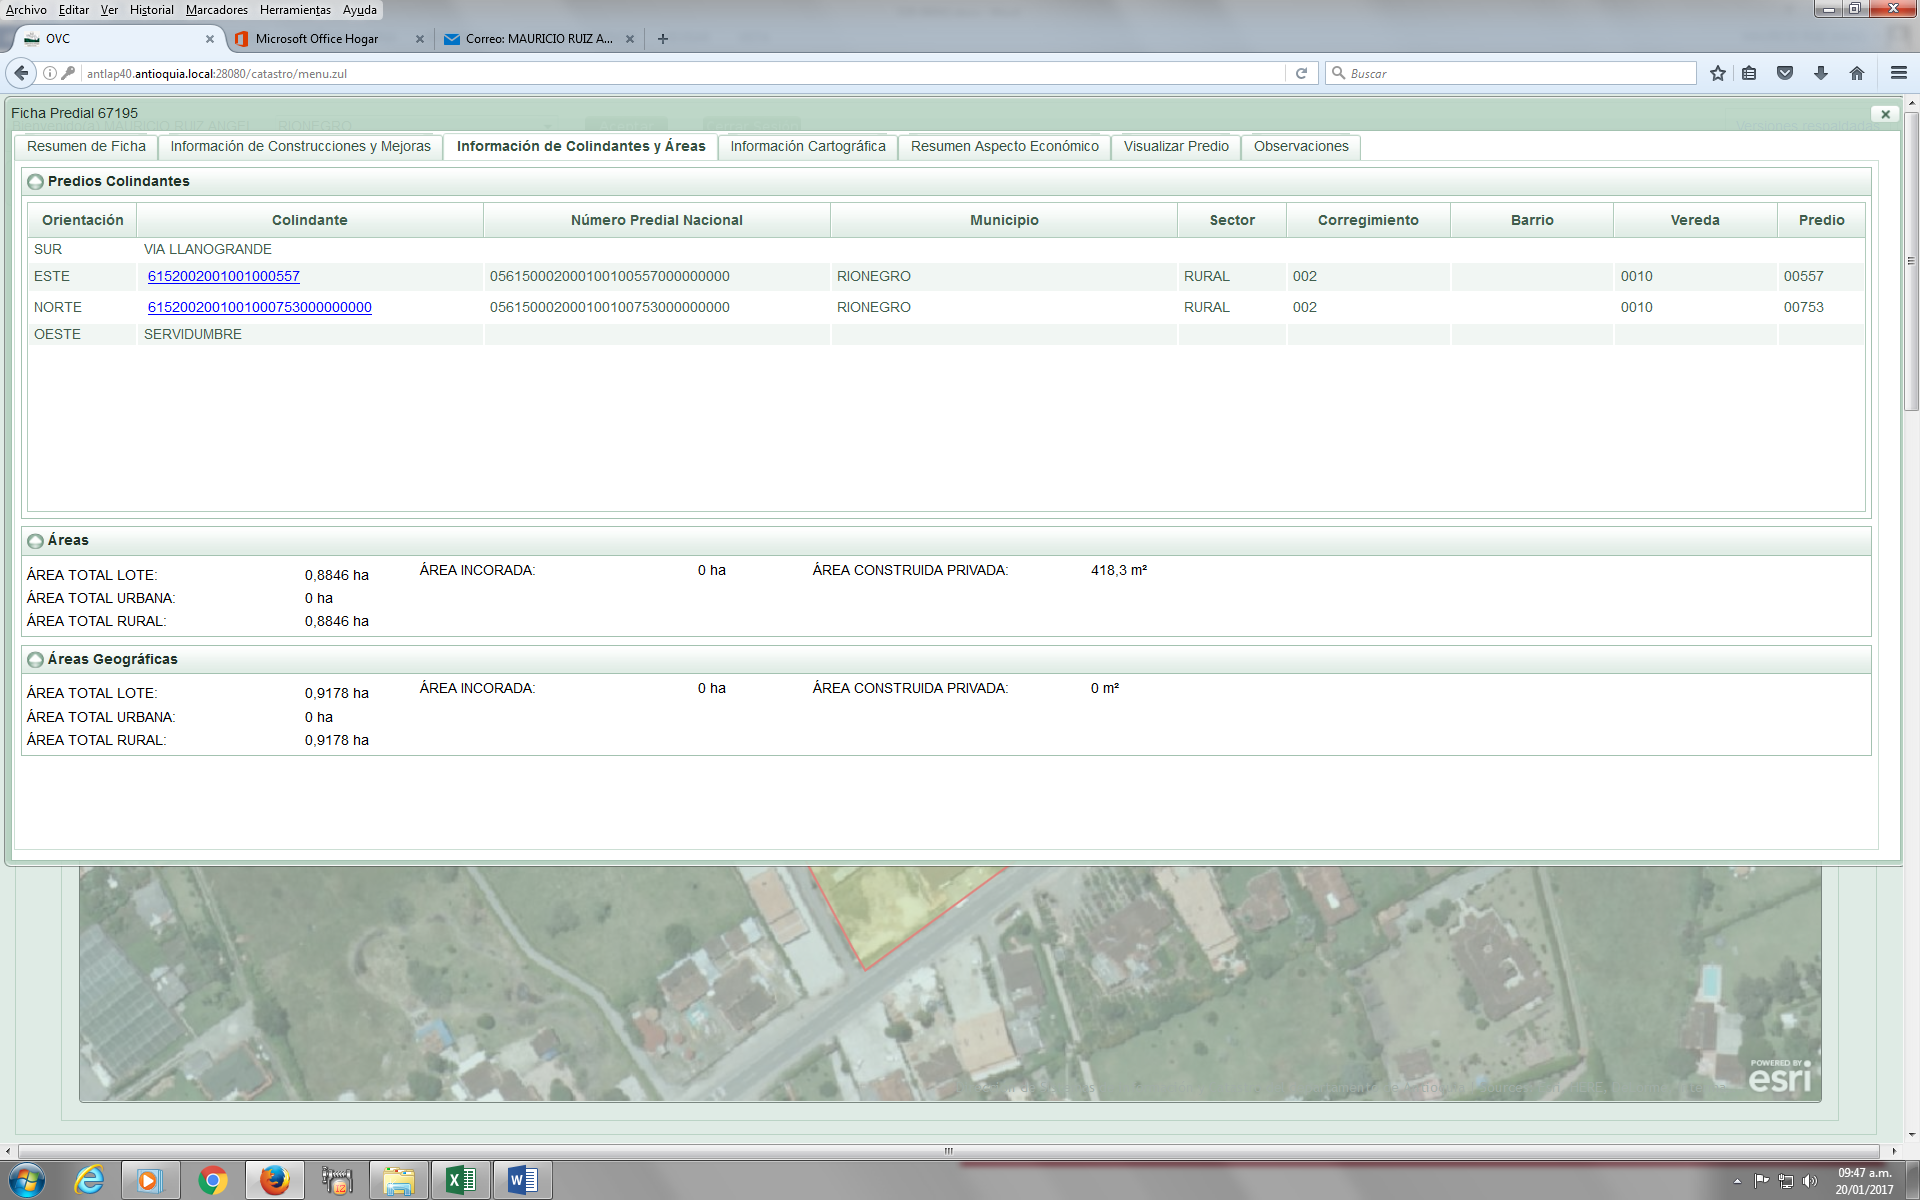 Archivo Editar Ver Historial Marcadores Herramientas Ayuda
OVC
Microsoft Office Hogar
Correo: MAURICIO RUIZ A...
antlap40.antioquia.local:28080/catastro/menu.zul
Buscar
Ficha Predial 67195
Resumen de Ficha
Información de Construcciones y Mejoras
Información de Colindantes y Áreas
Información Cartográfica
Resumen Aspecto Económico
Visualizar Predio
Observaciones
Predios Colindantes
Orientación Colindante Número Predial Nacional Municipio Sector Corregimiento Barrio Vereda Predio
SUR VIA LLANOGRANDE
ESTE 6152002001001000557 056150002000100100557000000000 RIONEGRO RURAL 002 0010 00557
NORTE 6152002001001000753000000000 056150002000100100753000000000 RIONEGRO RURAL 002 0010 00753
OESTE SERVIDUMBRE
Áreas
ÁREA TOTAL LOTE: 0,8846 ha ÁREA INCORADA: 0 ha ÁREA CONSTRUIDA PRIVADA: 418,3 m²
ÁREA TOTAL URBANA: 0 ha
ÁREA TOTAL RURAL: 0,8846 ha
Áreas Geográficas
ÁREA TOTAL LOTE: 0,9178 ha ÁREA INCORADA: 0 ha ÁREA CONSTRUIDA PRIVADA: 0 m²
ÁREA TOTAL URBANA: 0 ha
ÁREA TOTAL RURAL: 0,9178 ha
POWERED BY
esri
09:47 a.m.
20/01/2017